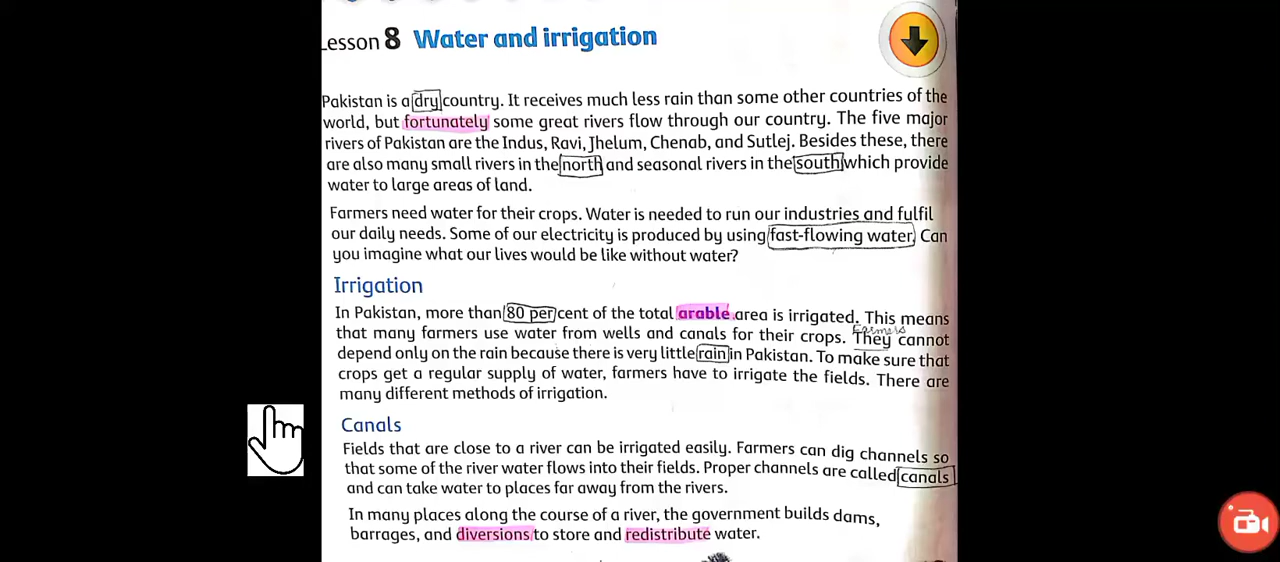 Lesson 8 Water and irrigation
Pakistan is a dry country. It receives much less rain than some other countries of the
world, but fortunately some great rivers flow through our country. The five major
rivers of Pakistan are the Indus, Ravi, Jhelum, Chenab, and Sutlej. Besides these, there
are also many small rivers in the north and seasonal rivers in the south which provide
water to large areas of land.
Farmers need water for their crops. Water is needed to run our industries and fulfil
our daily needs. Some of our electricity is produced by using fast-flowing water. Can
you imagine what our lives would be like without water?
Irrigation
In Pakistan, more than 80 per cent of the total arable area is irrigated. This means
that many farmers use water from wells and canals for their crops. They cannot
Farmers
depend only on the rain because there is very little rain in Pakistan. To make sure that
crops get a regular supply of water, farmers have to irrigate the fields. There are
many different methods of irrigation.
Canals
Fields that are close to a river can be irrigated easily. Farmers can dig channels so
that some of the river water flows into their fields. Proper channels are called canals
and can take water to places far away from the rivers.
In many places along the course of a river, the government builds dams,
barrages, and diversions to store and redistribute water.